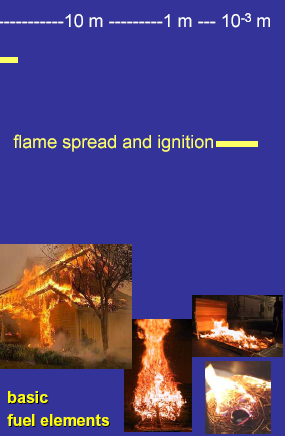 -----------10 m ---------1 m --- 10-³ m
flame spread and ignition
basic
fuel elements